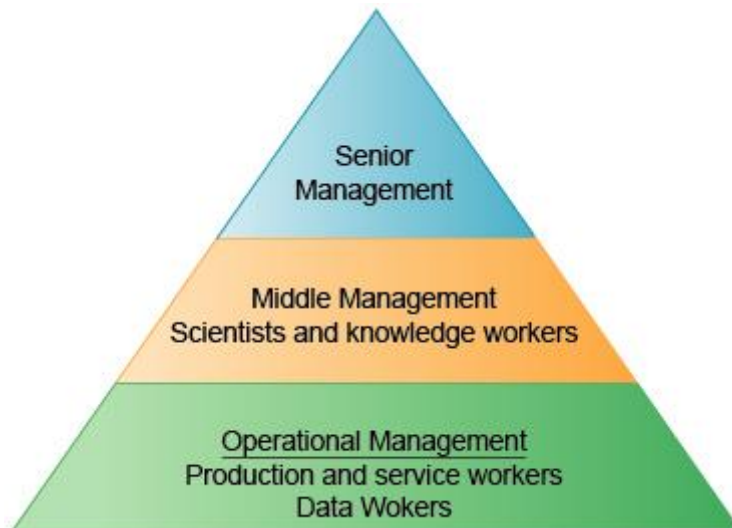 Senior
Management
Middle Management
Scientists and knowledge workers
Operational Management
Production and service workers
Data Wokers